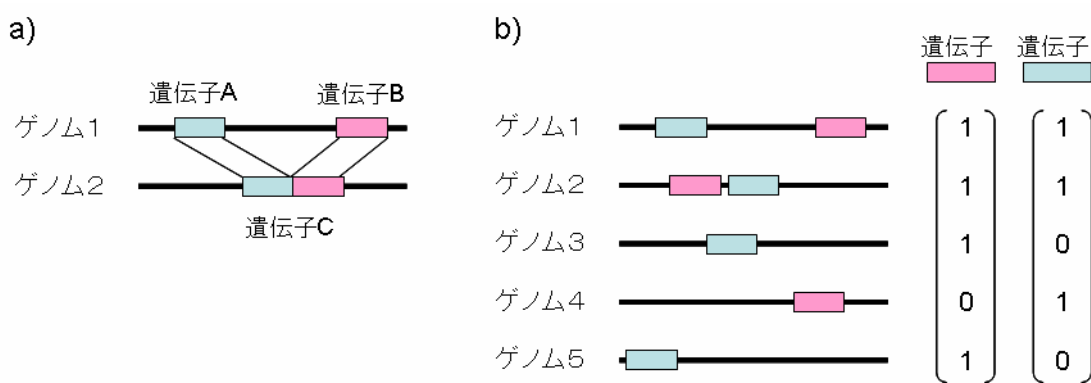 a)
遺伝子A 遺伝子B
ゲノム1
ゲノム2
遺伝子C
b)
遺伝子 遺伝子
ゲノム1 1 1
ゲノム2 1 1
ゲノム3 1 0
ゲノム4 0 1
ゲノム5 1 0